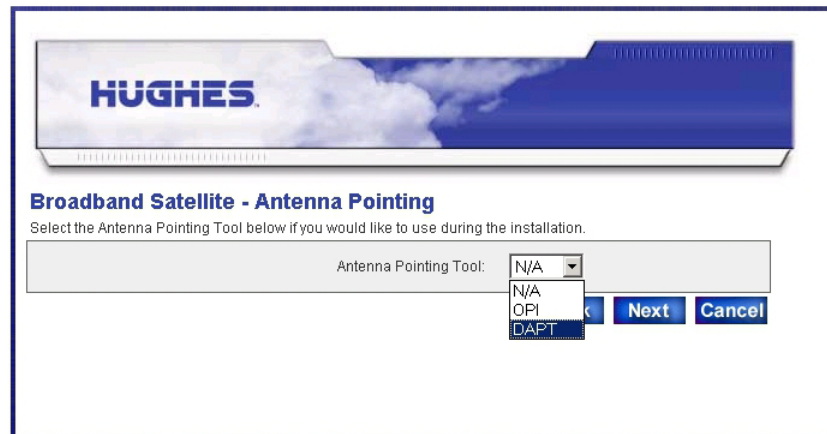 HUGHES.
Broadband Satellite - Antenna Pointing
Select the Antenna Pointing Tool below if you would like to use during the installation.
Antenna Pointing Tool: N/A
N/A
OPI
DAPT
Next Cancel